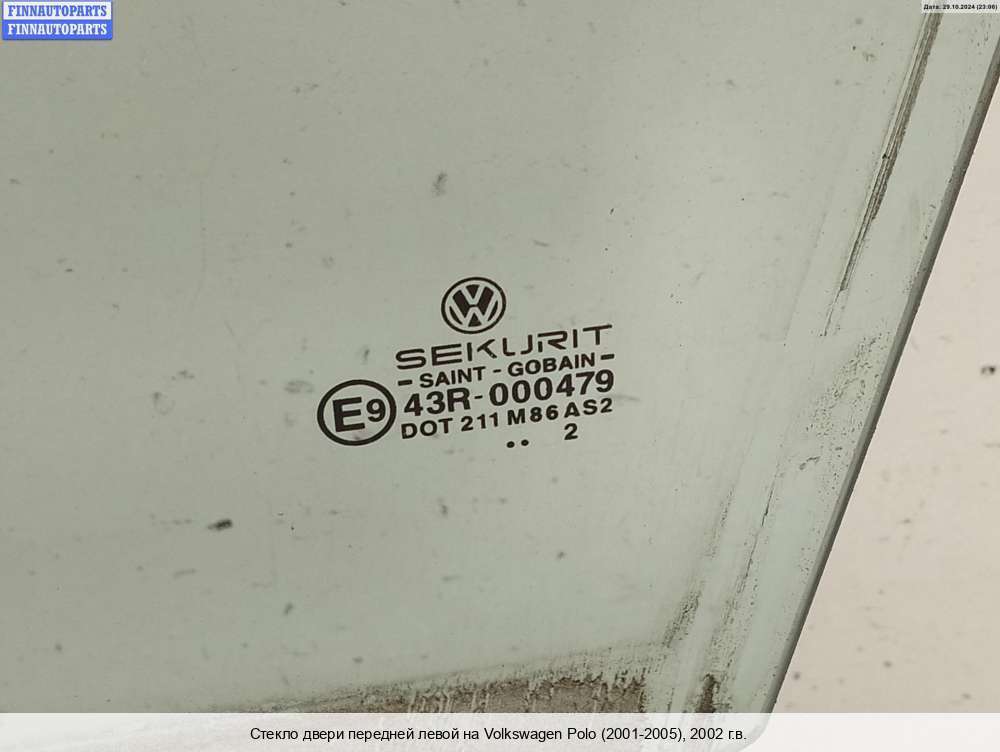 FINNAUTOPARTS
FINNAUTOPARTS
Дата: 29.10.2024 (23:06)
SEKURIT
- SAINT - GOBAIN -
E9 43R-000479
DOT 211 M86 AS2
.. 2
Стекло двери передней левой на Volkswagen Polo (2001-2005), 2002 г.в.